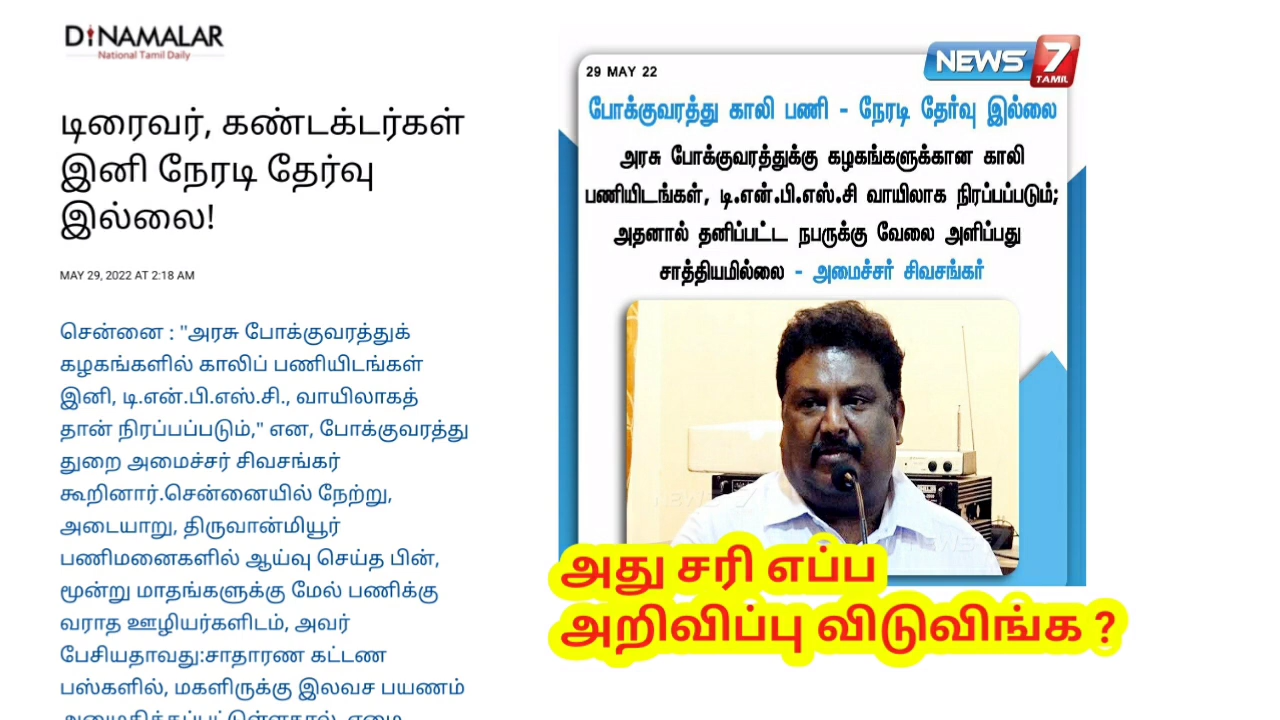 DINAMALAR
National Tamil Daily
டிரைவர், கண்டக்டர்கள்
இனி நேரடி தேர்வு
இல்லை!
MAY 29, 2022 AT 2:18 AM
சென்னை : "அரசு போக்குவரத்துக்
கழகங்களில் காலிப் பணியிடங்கள்
இனி, டி.என்.பி.எஸ்.சி., வாயிலாகத்
தான் நிரப்பப்படும்," என, போக்குவரத்து
துறை அமைச்சர் சிவசங்கர்
கூறினார்.சென்னையில் நேற்று,
அடையாறு, திருவான்மியூர்
பணிமனைகளில் ஆய்வு செய்த பின்,
மூன்று மாதங்களுக்கு மேல் பணிக்கு
வராத ஊழியர்களிடம், அவர்
பேசியதாவது:சாதாரண கட்டண
பஸ்களில், மகளிருக்கு இலவச பயணம்
NEWS 7
TAMIL
29 MAY 22
போக்குவரத்து காலி பணி - நேரடி தேர்வு இல்லை
அரசு போக்குவரத்துக்கு கழகங்களுக்கான காலி
பணியிடங்கள், டி.என்.பி.எஸ்.சி வாயிலாக நிரப்பப்படும்;
அதனால் தனிப்பட்ட நபருக்கு வேலை அளிப்பது
சாத்தியமில்லை - அமைச்சர் சிவசங்கர்
NEWS 7
அது சரி எப்ப
அறிவிப்பு விடுவிங்க ?